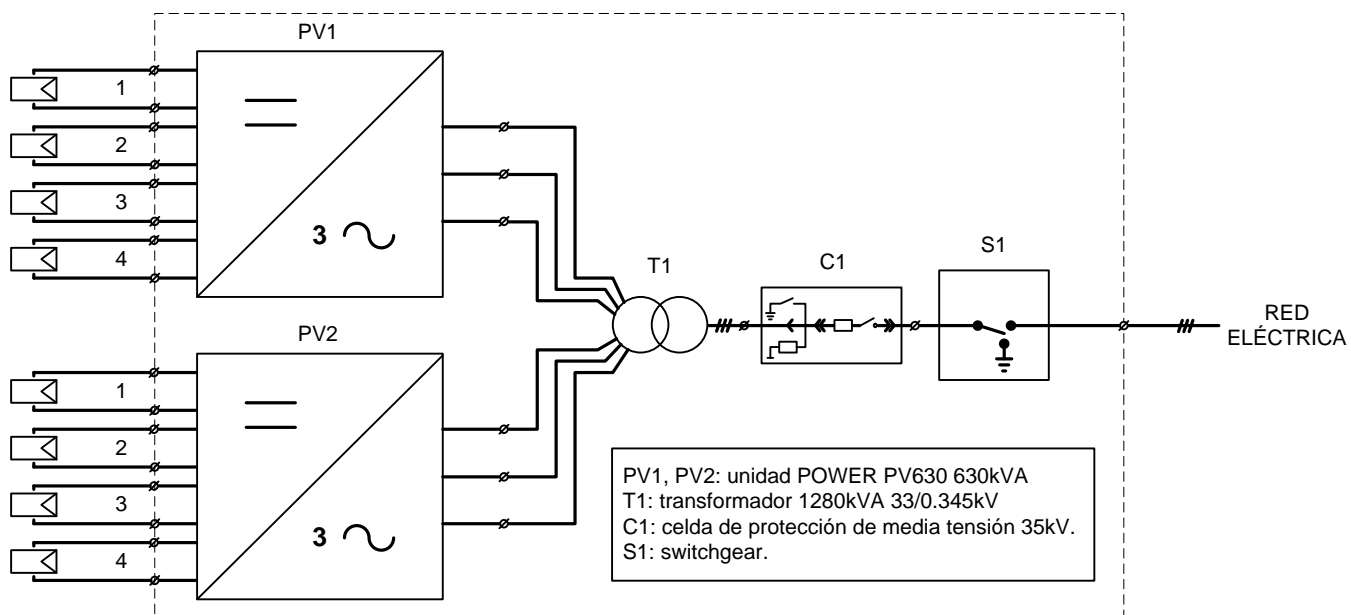 PV1
1
2
3
4
3
PV2
1
2
3
4
3
T1
C1
S1
RED
ELÉCTRICA
PV1, PV2: unidad POWER PV630 630kVA
T1: transformador 1280kVA 33/0.345kV
C1: celda de protección de media tensión 35kV.
S1: switchgear.